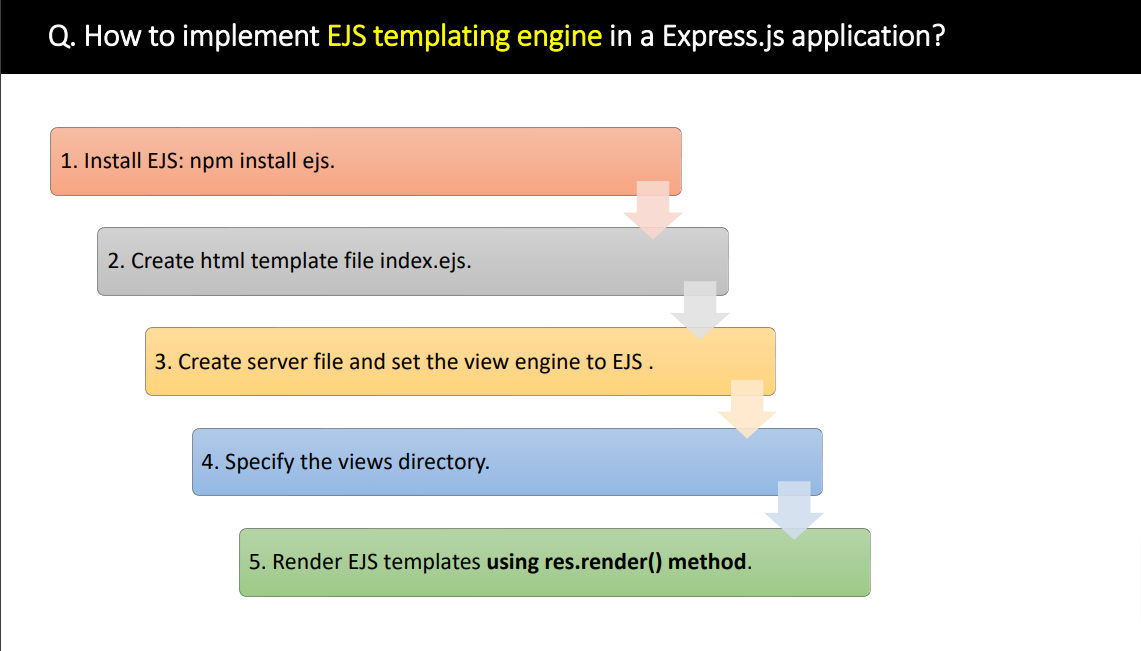 Q. How to implement EJS templating engine in a Express.js application?
1. Install EJS: npm install ejs.
2. Create html template file index.ejs.
3. Create server file and set the view engine to EJS .
4. Specify the views directory.
5. Render EJS templates using res.render() method.